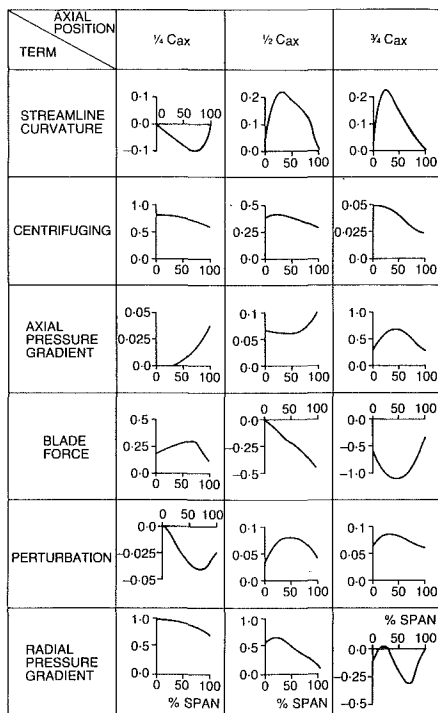 AXIAL POSITION
TERM
¼ Cax
½ Cax
¾ Cax
STREAMLINE CURVATURE
0·1
0·0
-0·1
0 50 100
0·2
0·1
0·0
0 50 100
0·2
0·1
0·0
0 50 100
CENTRIFUGING
1·0
0·5
0·0
0 50 100
0·5
0·25
0·0
0 50 100
0·05
0·025
0·0
0 50 100
AXIAL PRESSURE GRADIENT
0·05
0·025
0·0
0 50 100
0·1
0·05
0·0
0 50 100
1·0
0·5
0·0
0 50 100
BLADE FORCE
0·5
0·25
0·0
0 50 100
0 50 100
0·0
-0·25
-0·5
0 50 100
0·0
-0·5
-1·0
PERTURBATION
0 50 100
0·0
-0·025
-0·05
0·1
0·05
0·0
0 50 100
0·1
0·05
0·0
0 50 100
RADIAL PRESSURE GRADIENT
1·0
0·5
0·0
0 50 100
% SPAN
1·0
0·5
0·0
0 50 100
% SPAN
% SPAN
0 50 100
0·0
-0·25
-0·5